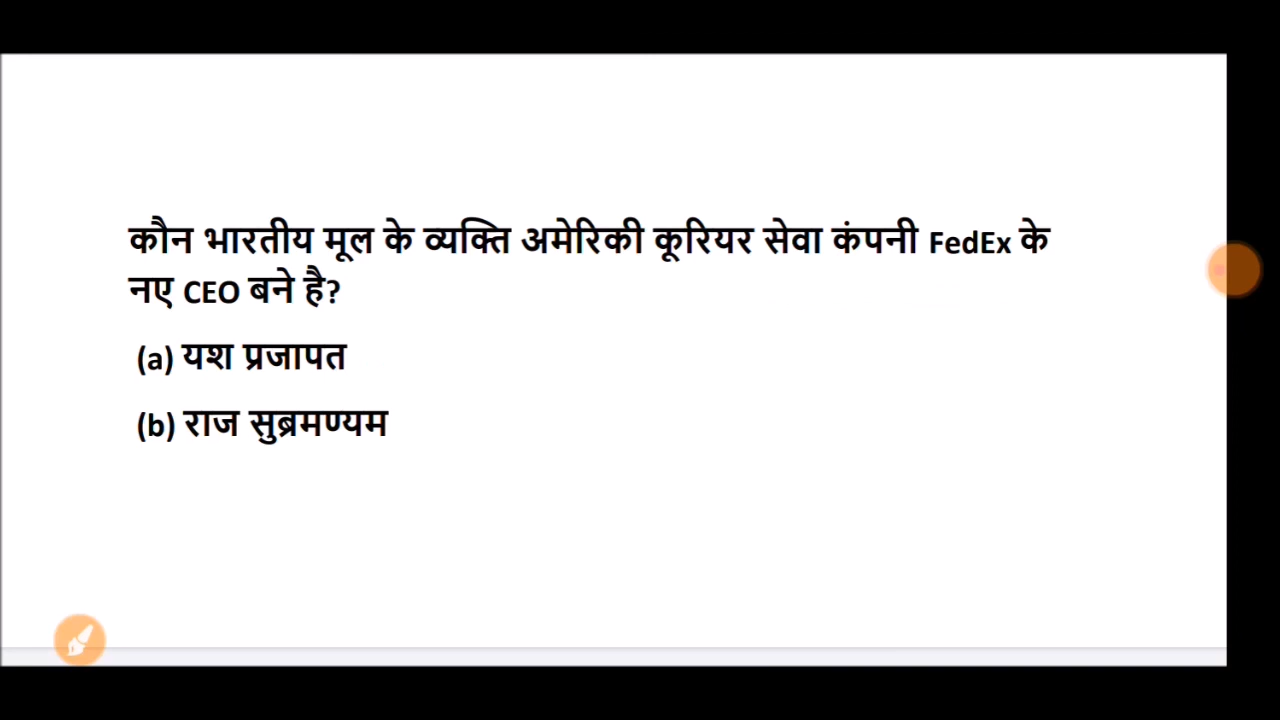 कौन भारतीय मूल के व्यक्ति अमेरिकी कूरियर सेवा कंपनी FedEx के
नए CEO बने है?
(a) यश प्रजापत
(b) राज सुब्रमण्यम